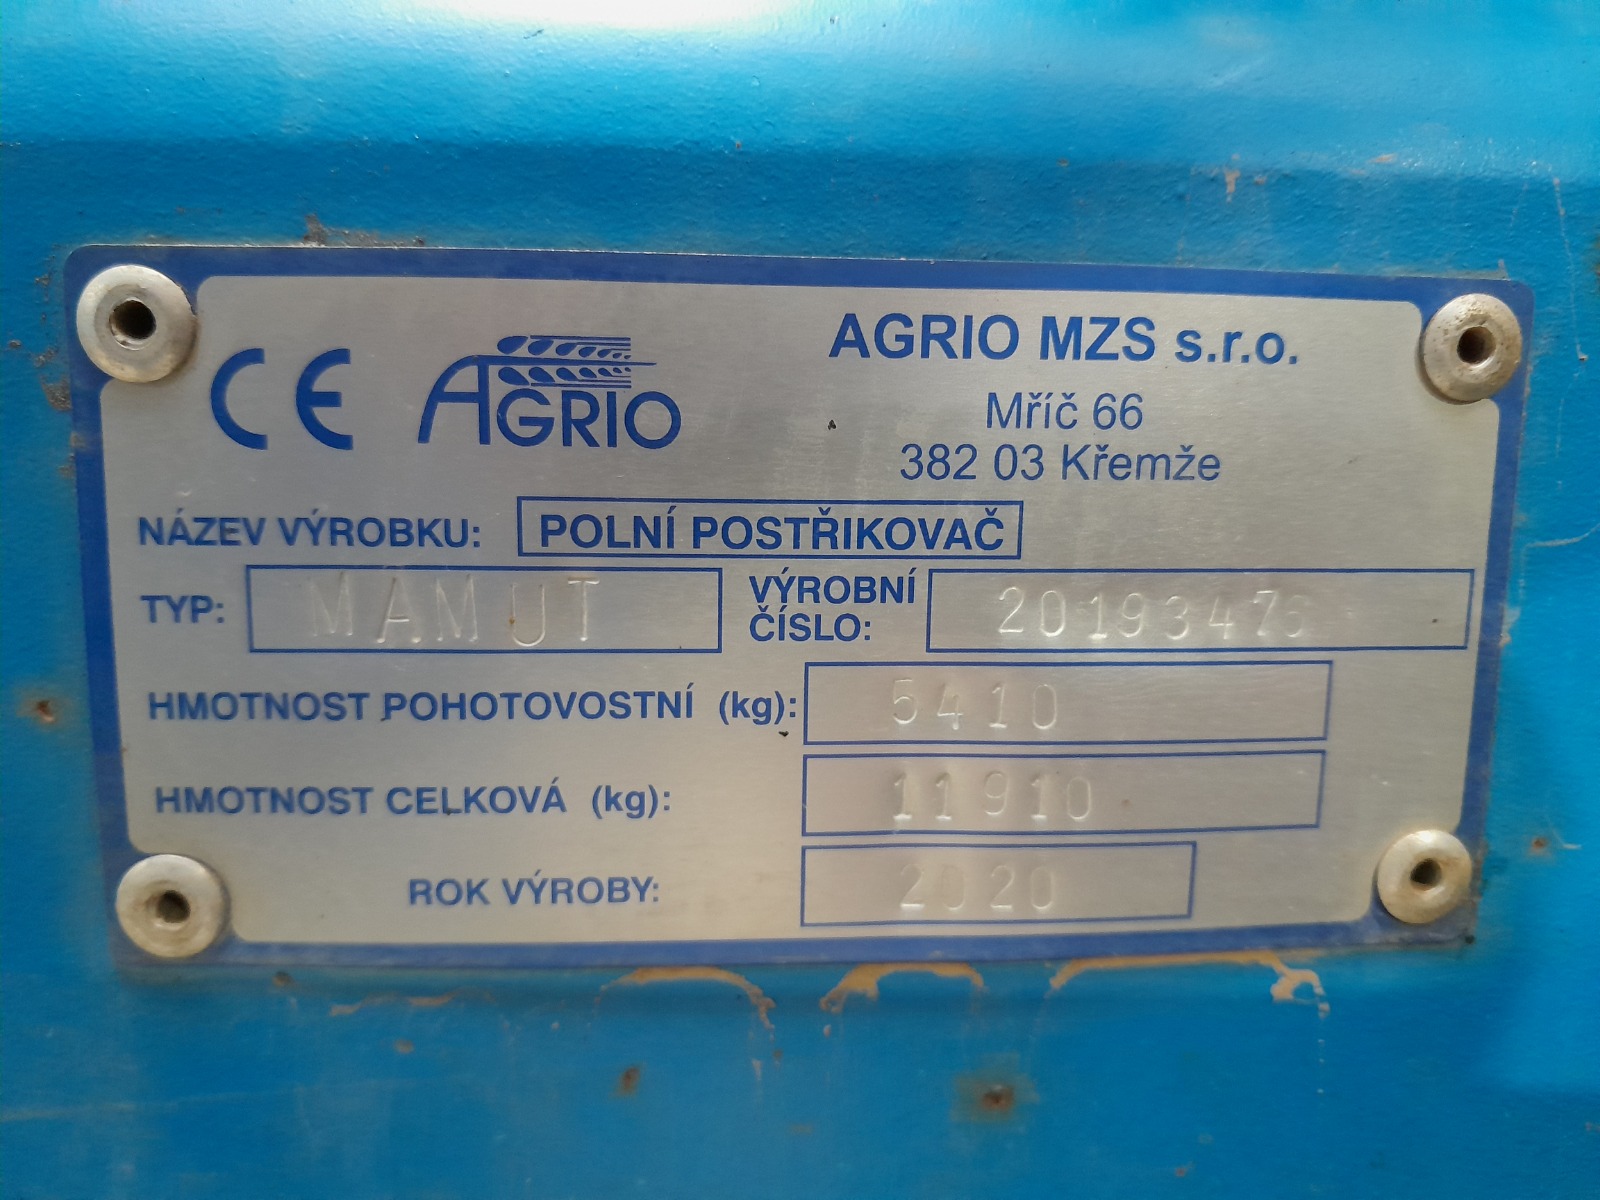 CE AGRIO
AGRIO MZS s.r.o.
Mříč 66
382 03 Křemže
NÁZEV VÝROBKU: POLNÍ POSTŘIKOVAČ
TYP: MAMUT
VÝROBNÍ ČÍSLO:
HMOTNOST POHOTOVOSTNÍ (kg): 5410
HMOTNOST CELKOVÁ (kg): 11910
ROK VÝROBY: 2020